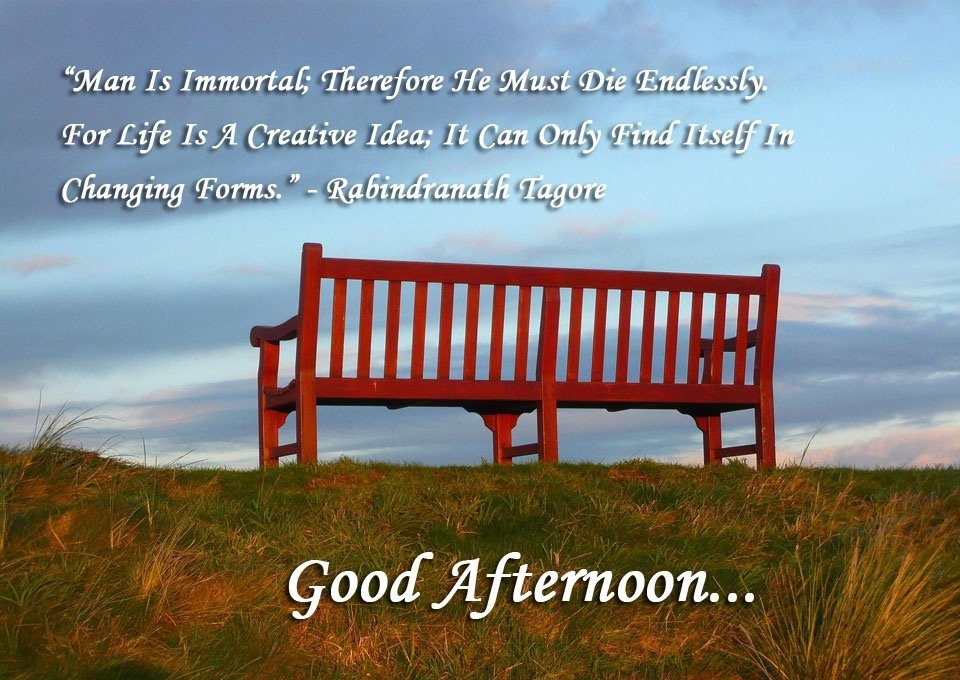 “Man Is Immortal; Therefore He Must Die Endlessly.
For Life Is A Creative Idea; It Can Only Find Itself In
Changing Forms.” - Rabindranath Tagore
Good Afternoon...